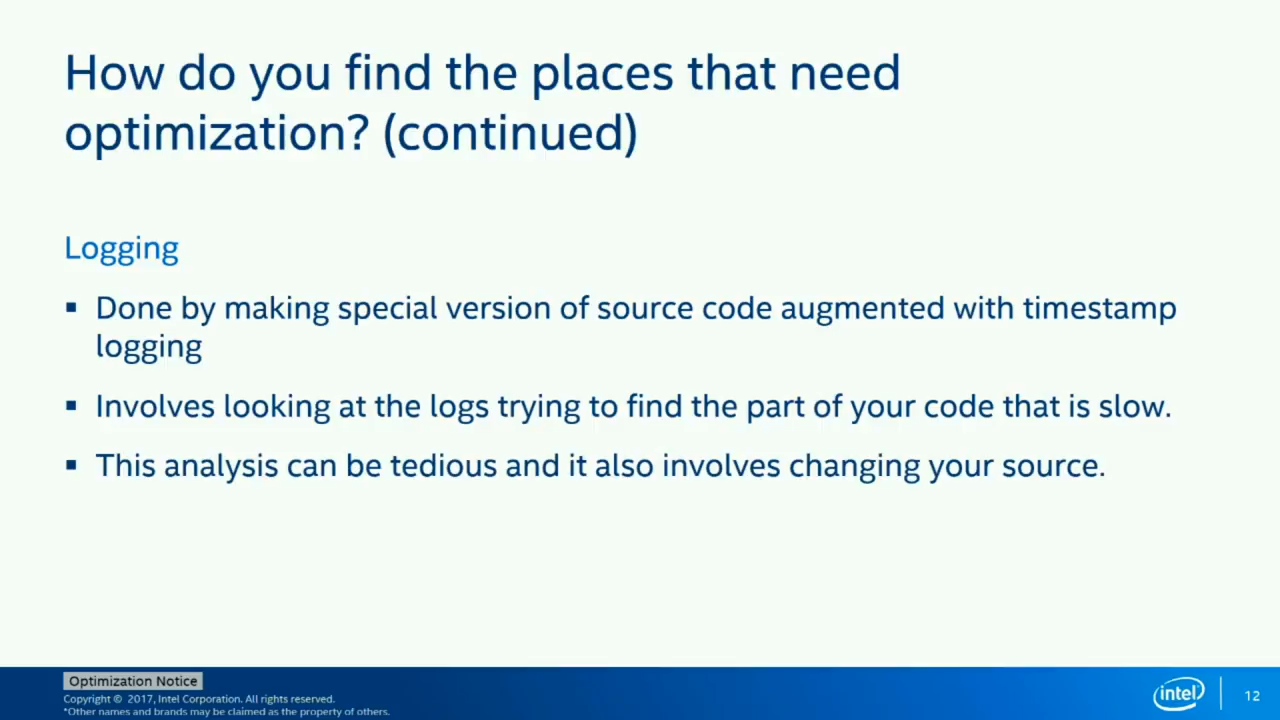 How do you find the places that need
optimization? (continued)
Logging
▪ Done by making special version of source code augmented with timestamp
logging
▪ Involves looking at the logs trying to find the part of your code that is slow.
▪ This analysis can be tedious and it also involves changing your source.
Optimization Notice
Copyright © 2017, Intel Corporation. All rights reserved.
*Other names and brands may be claimed as the property of others.
intel
12